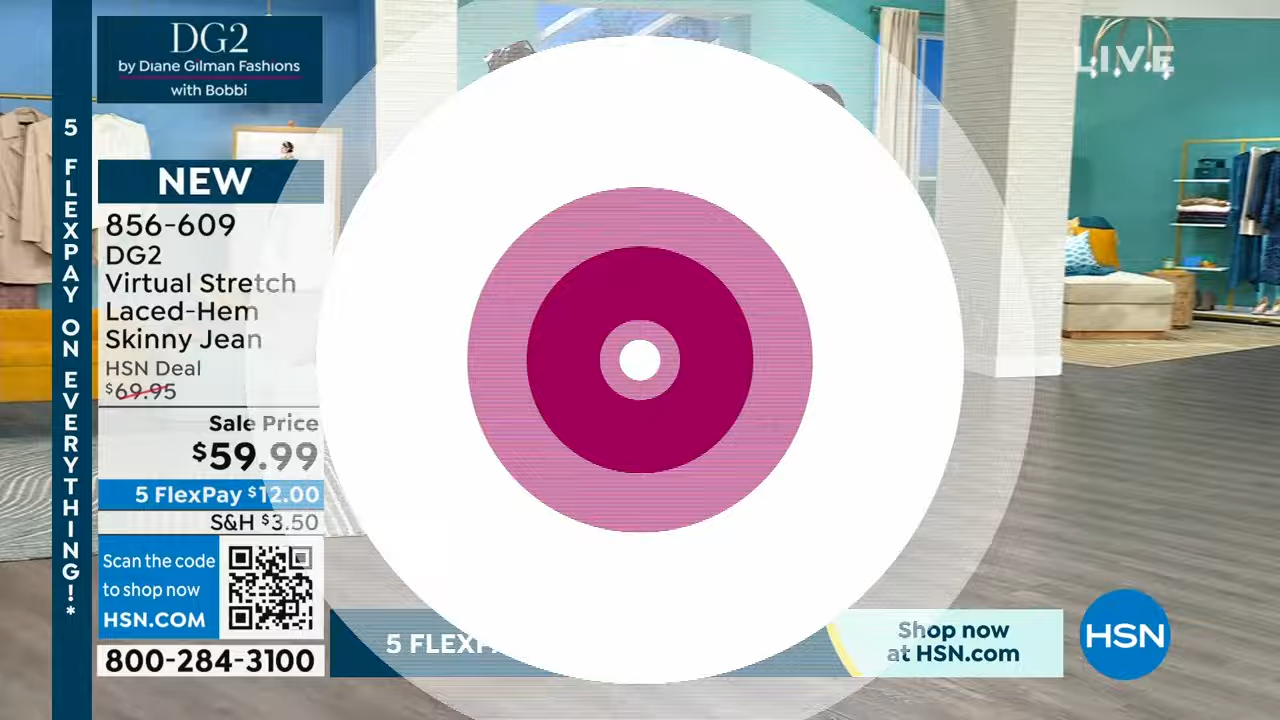 5 FLEXPAY ON EVERYTHING!*
DG2
by Diane Gilman Fashions
with Bobbi
LIVE
NEW
856-609
DG2
Virtual Stretch
Laced-Hem
Skinny Jean
HSN Deal
$69.95
Sale Price
$59.99
5 FlexPay $12.00
S&H $3.50
Scan the code
to shop now
HSN.COM
800-284-3100
5
Shop now
at HSN.com
HSN